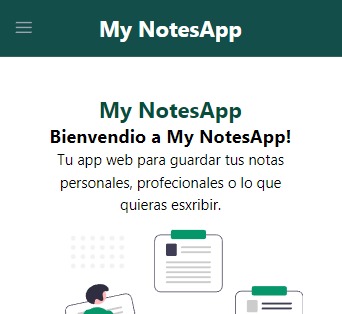 My NotesApp
My NotesApp
Bienvendio a My NotesApp!
Tu app web para guardar tus notas
personales, profecionales o lo que
quieras esxribir.